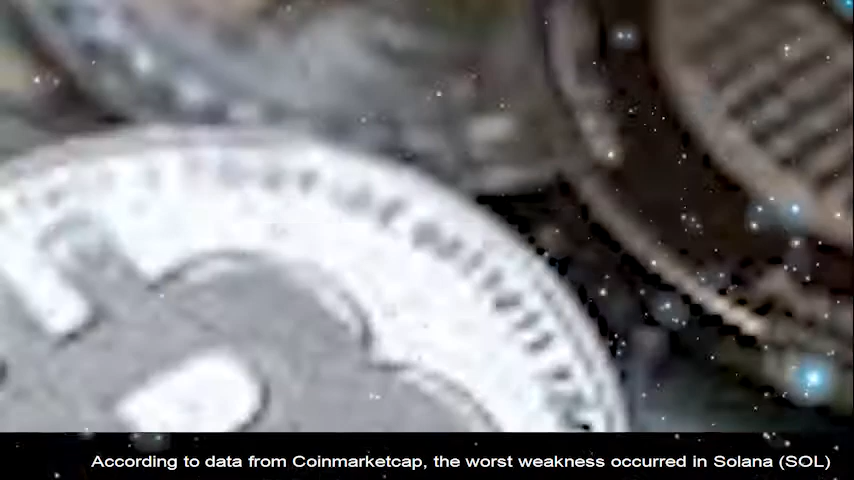 According to data from Coinmarketcap, the worst weakness occurred in Solana (SOL)